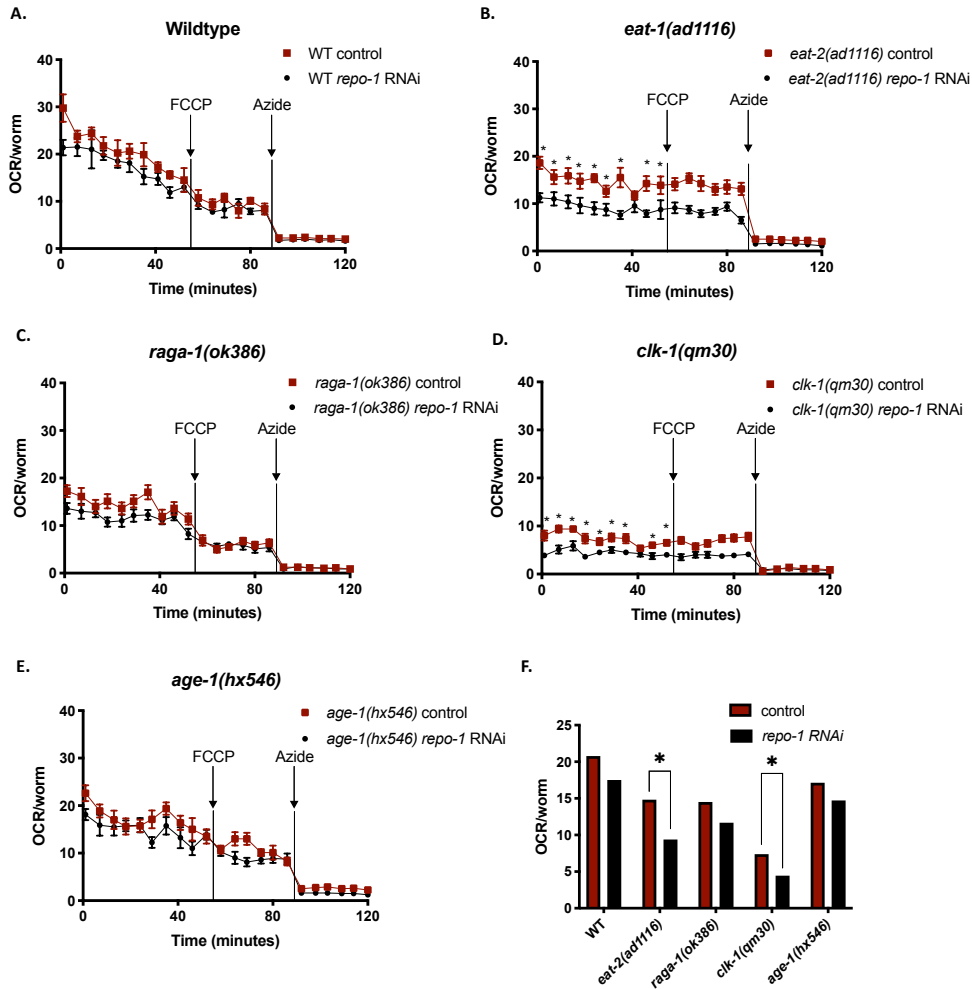 A.
Wildtype
WT control
WT repo-1 RNAi
FCCP
Azide
OCR/worm
40
30
20
10
0
0
40
80
120
Time (minutes)
B.
eat-1(ad1116)
eat-2(ad1116) control
eat-2(ad1116) repo-1 RNAi
FCCP
Azide
OCR/worm
40
30
20
10
0
* * * * * * * *
0
40
80
120
Time (minutes)
C.
raga-1(ok386)
raga-1(ok386) control
raga-1(ok386) repo-1 RNAi
FCCP
Azide
OCR/worm
40
30
20
10
0
0
40
80
120
Time (minutes)
D.
clk-1(qm30)
clk-1(qm30) control
clk-1(qm30) repo-1 RNAi
FCCP
Azide
OCR/worm
40
30
20
10
0
* * * * * * * * *
0
40
80
120
Time (minutes)
E.
age-1(hx546)
age-1(hx546) control
age-1(hx546) repo-1 RNAi
FCCP
Azide
OCR/worm
40
30
20
10
0
0
40
80
120
Time (minutes)
F.
control
repo-1 RNAi
OCR/worm
25
20
15
10
5
0
*
*
WT
eat-2(ad1116)
raga-1(ok386)
clk-1(qm30)
age-1(hx546)